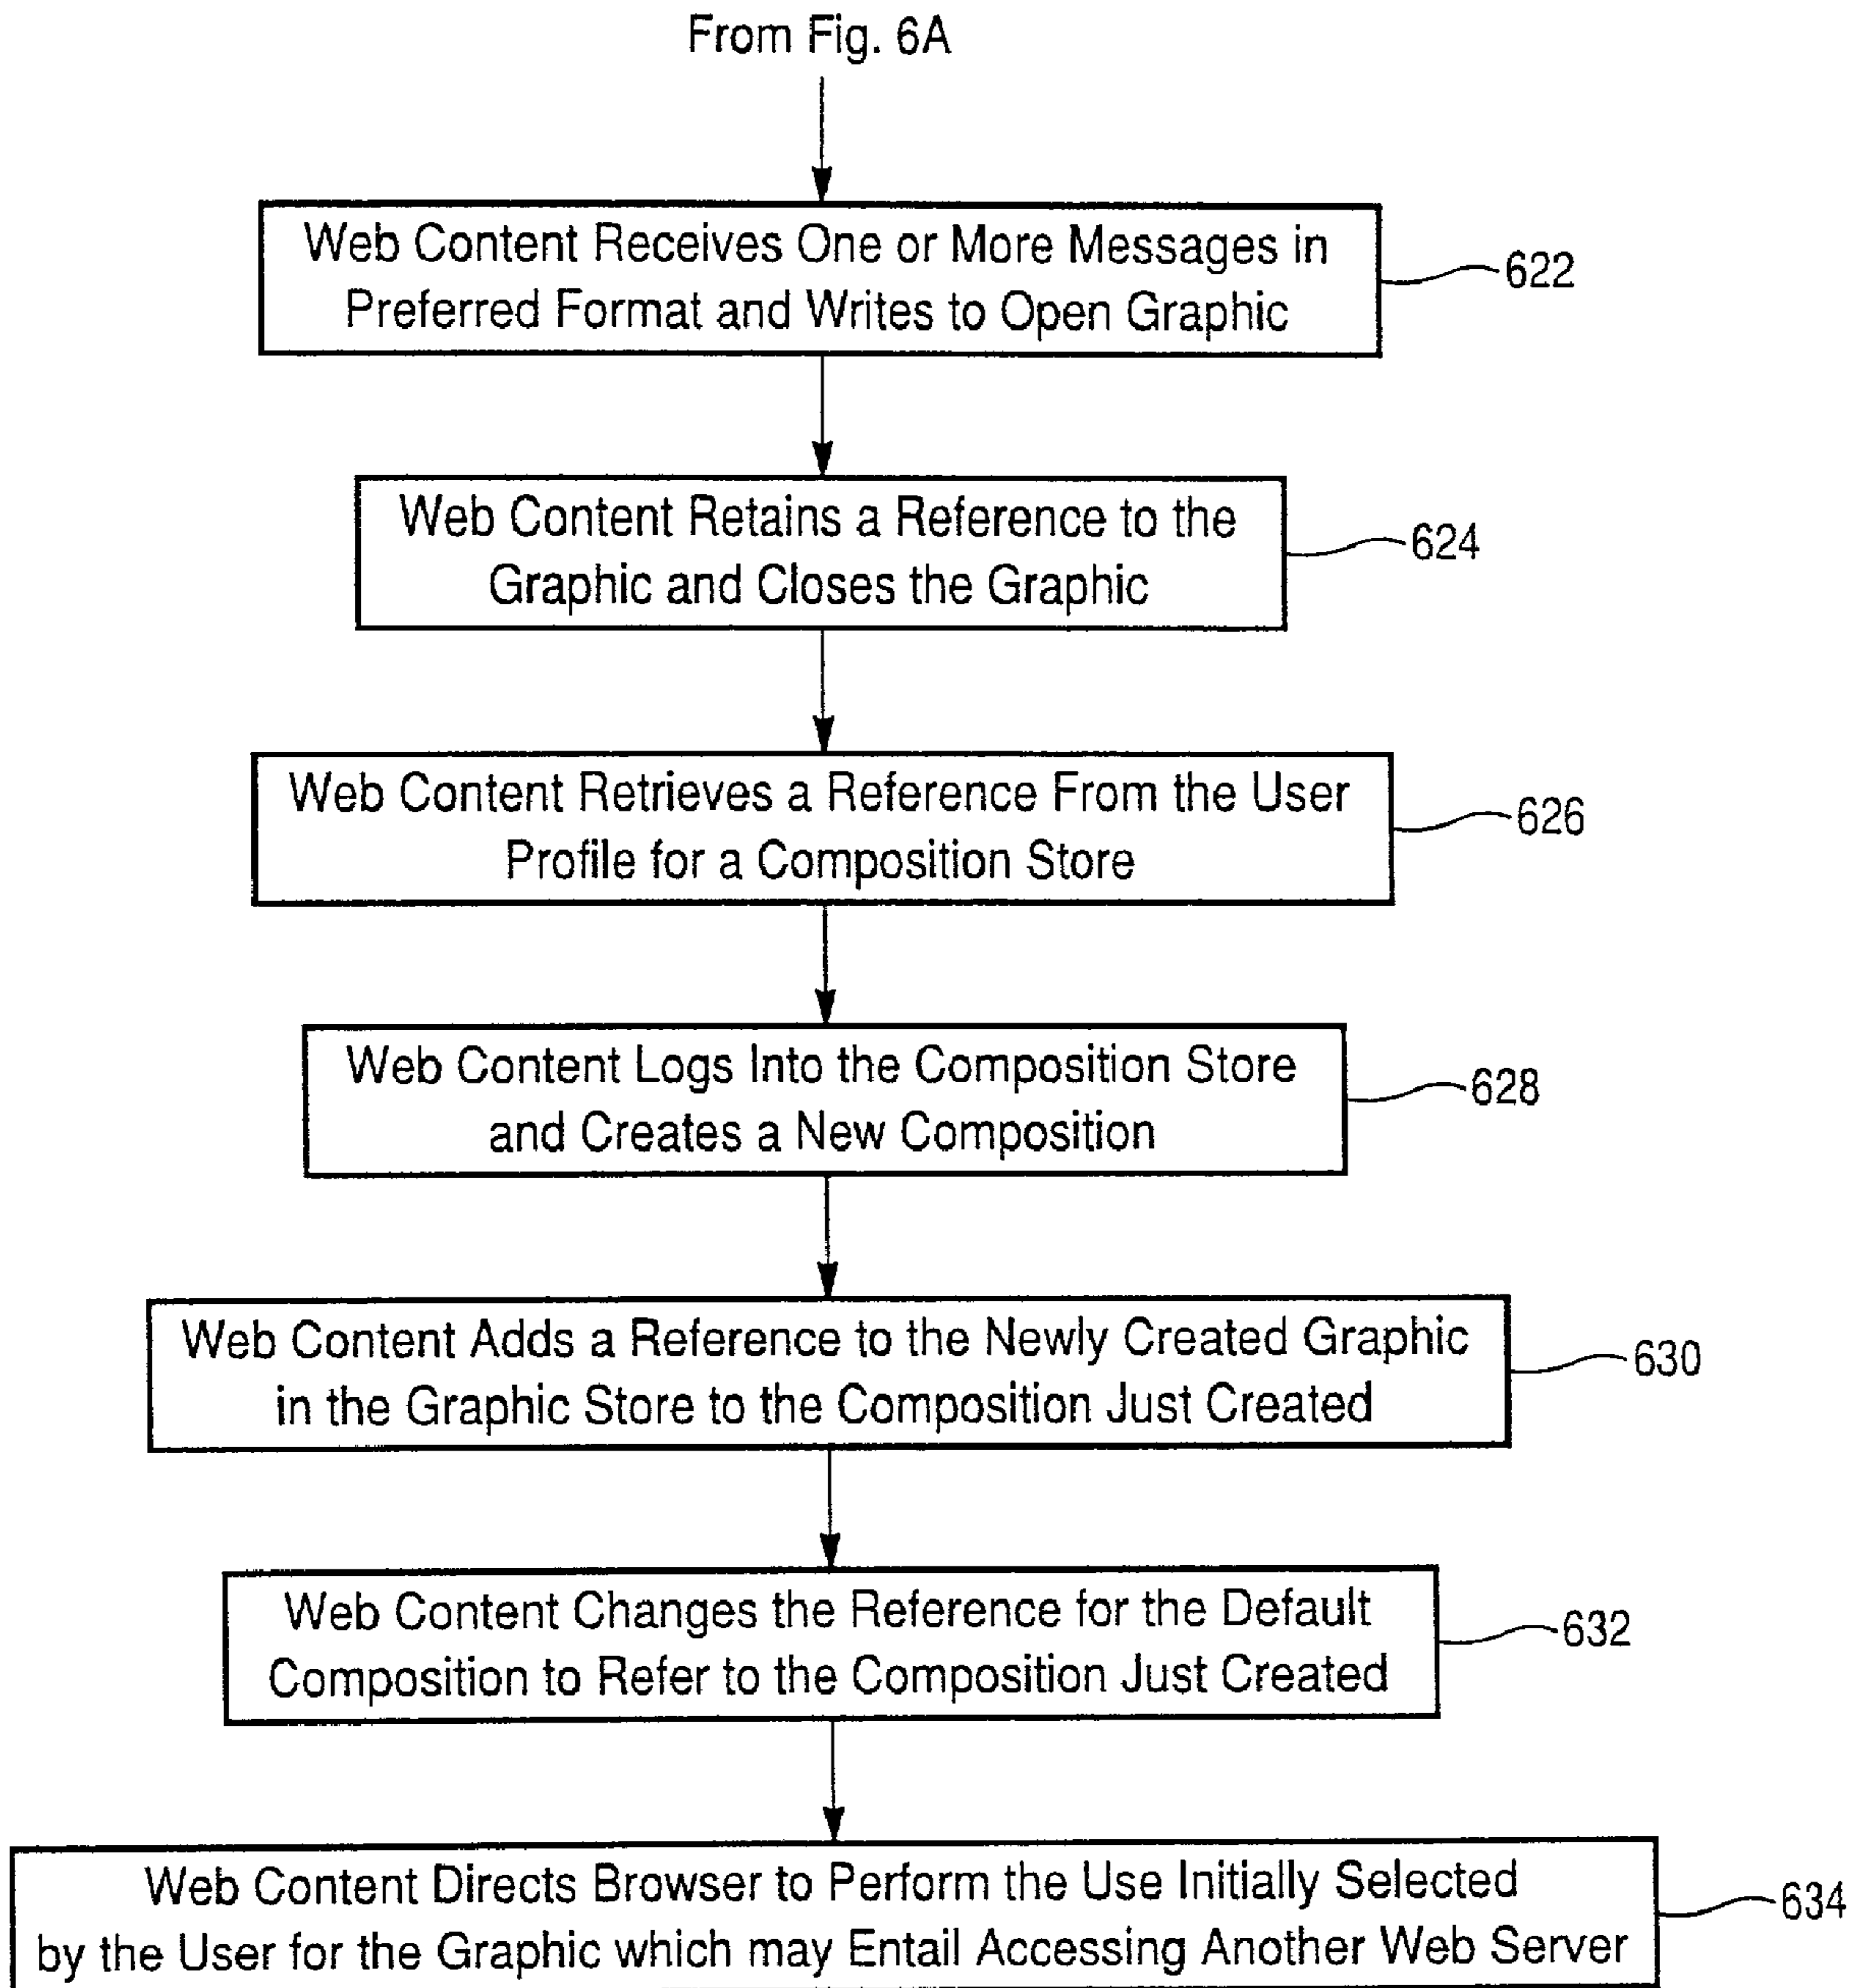 From Fig. 6A
Web Content Receives One or More Messages in
Preferred Format and Writes to Open Graphic
622
Web Content Retains a Reference to the
Graphic and Closes the Graphic
624
Web Content Retrieves a Reference From the User
Profile for a Composition Store
626
Web Content Logs Into the Composition Store
and Creates a New Composition
628
Web Content Adds a Reference to the Newly Created Graphic
in the Graphic Store to the Composition Just Created
630
Web Content Changes the Reference for the Default
Composition to Refer to the Composition Just Created
632
Web Content Directs Browser to Perform the Use Initially Selected
by the User for the Graphic which may Entail Accessing Another Web Server
634